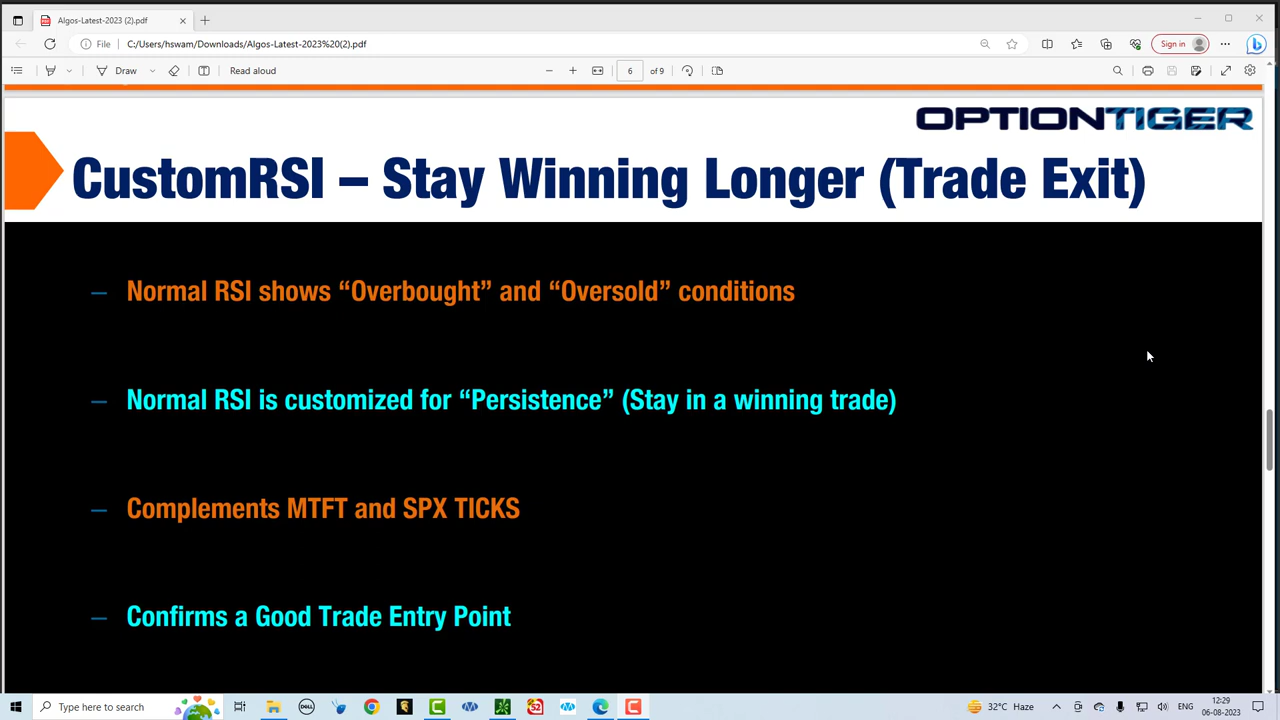 Algos-Latest-2023 (2).pdf
File C:/Users/hswam/Downloads/Algos-Latest-2023%20(2).pdf
Sign in
Draw
Read aloud
6 of 9
OPTIONTIGER
CustomRSI – Stay Winning Longer (Trade Exit)
– Normal RSI shows “Overbought” and “Oversold” conditions
– Normal RSI is customized for “Persistence” (Stay in a winning trade)
– Complements MTFT and SPX TICKS
– Confirms a Good Trade Entry Point
Type here to search
DELL
52
32°C Haze
ENG
12:29
06-08-2023